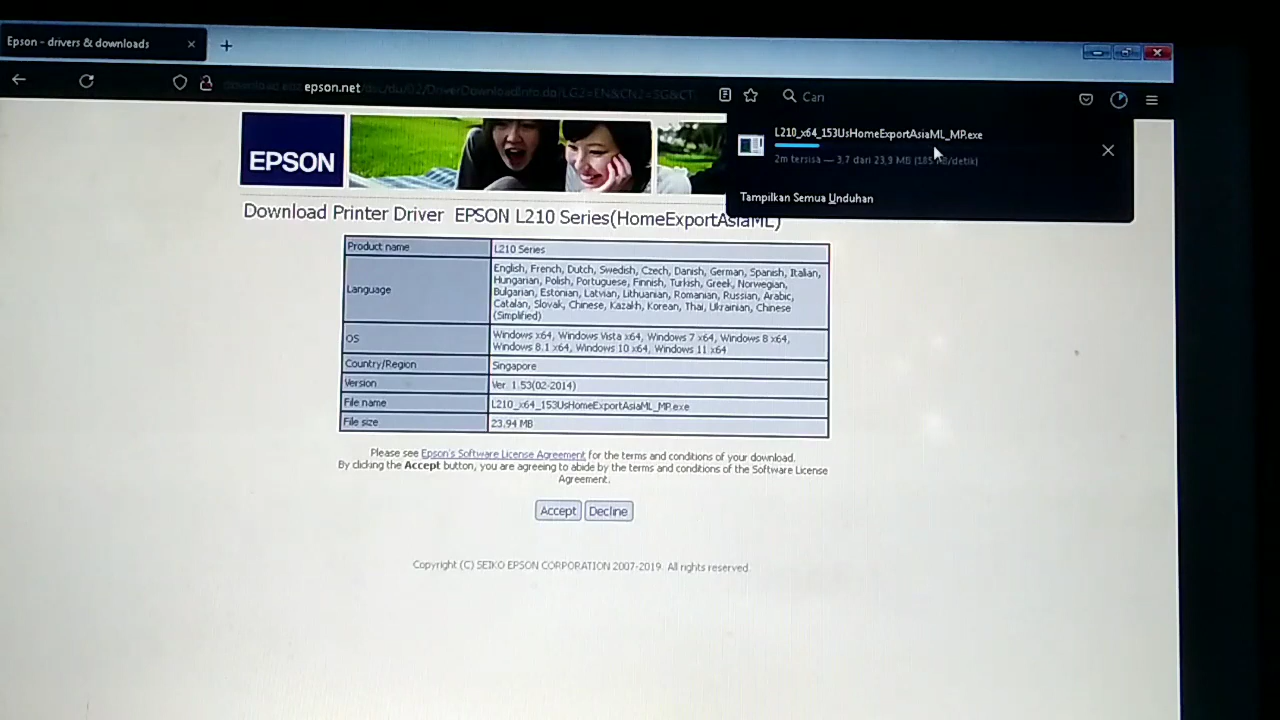 Epson - drivers & downloads
epson.net
Cari
L210_x64_153UsHomeExportAsiaML_MP.exe
2m tersisa — 3,7 dari 23,9 MB
Tampilkan Semua Unduhan
EPSON
Download Printer Driver EPSON L210 Series(HomeExportAsiaML)
Product name L210 Series
Language English, French, Dutch, Swedish, Czech, Danish, German, Spanish, Italian,
Hungarian, Polish, Portuguese, Finnish, Turkish, Greek, Norwegian,
Bulgarian, Estonian, Latvian, Lithuanian, Romanian, Russian, Arabic,
Catalan, Slovak, Chinese, Kazakh, Korean, Thai, Ukrainian, Chinese
(Simplified)
OS Windows x64, Windows Vista x64, Windows 7 x64, Windows 8 x64,
Windows 8.1 x64, Windows 10 x64, Windows 11 x64
Country/Region Singapore
Version Ver. 1.53(02-2014)
File name L210_x64_153UsHomeExportAsiaML_MP.exe
File size 23.94 MB
Please see Epson's Software License Agreement for the terms and conditions of your download.
By clicking the Accept button, you are agreeing to abide by the terms and conditions of the Software License
Agreement.
Accept Decline
Copyright (C) SEIKO EPSON CORPORATION 2007-2019. All rights reserved.